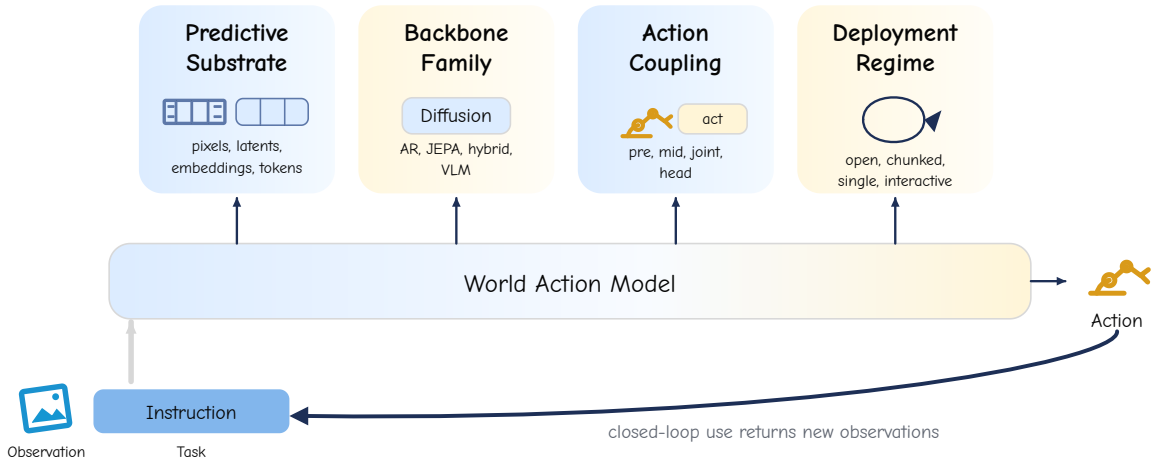 Predictive
Substrate
pixels, latents,
embeddings, tokens
Backbone
Family
Diffusion
AR, JEPA, hybrid,
VLM
Action
Coupling
act
pre, mid, joint,
head
Deployment
Regime
open, chunked,
single, interactive
World Action Model
Action
Instruction
Observation
Task
closed-loop use returns new observations